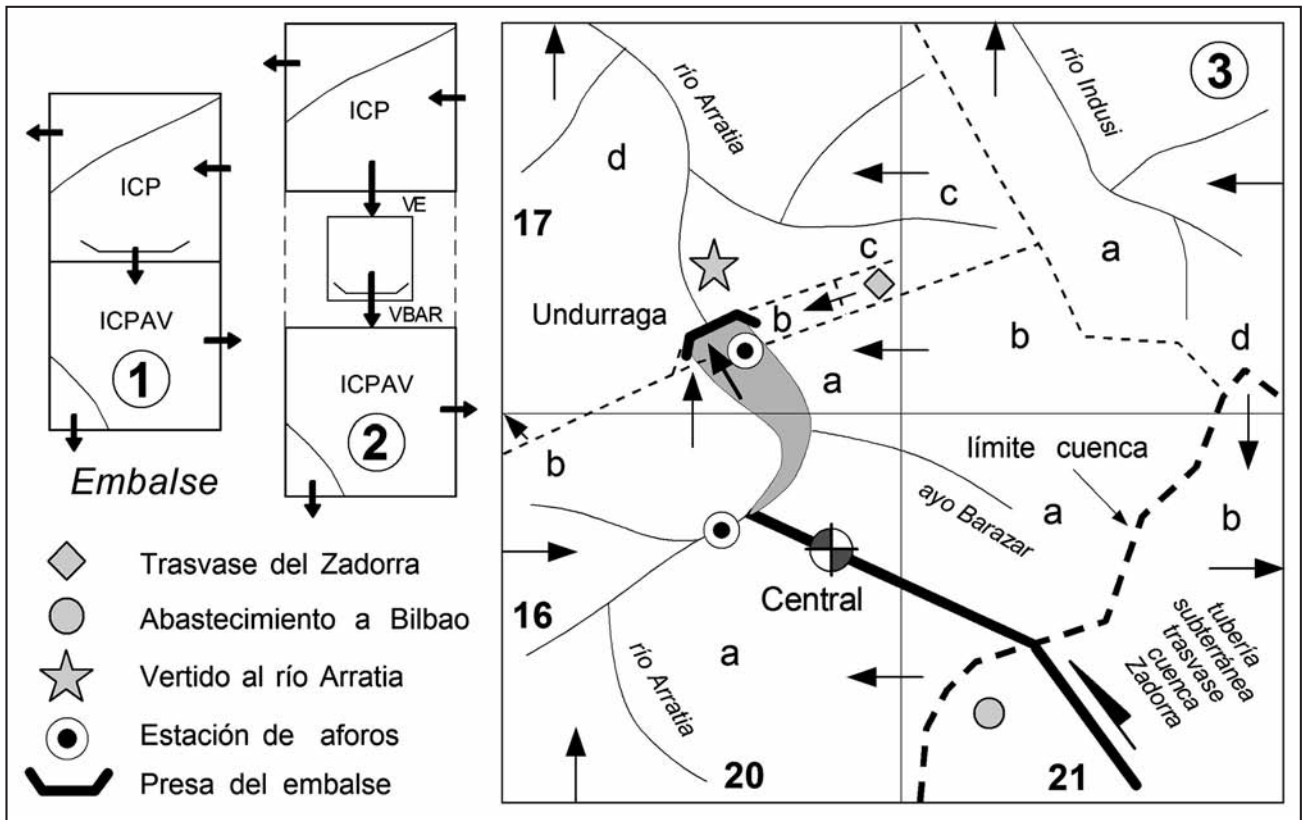 ICP
ICPAV
1
ICP
VE
VBAR
ICPAV
2
Embalse
Trasvase del Zadorra
Abastecimiento a Bilbao
Vertido al río Arratia
Estación de aforos
Presa del embalse
río Arratia
río Indusi
3
d
c
17
a
c
Undurraga
b
b
d
a
límite cuenca
b
ayo Barazar
a
b
Central
16
tubería
subterránea
trasvase
cuenca
Zadorra
río Arratia
a
20
21